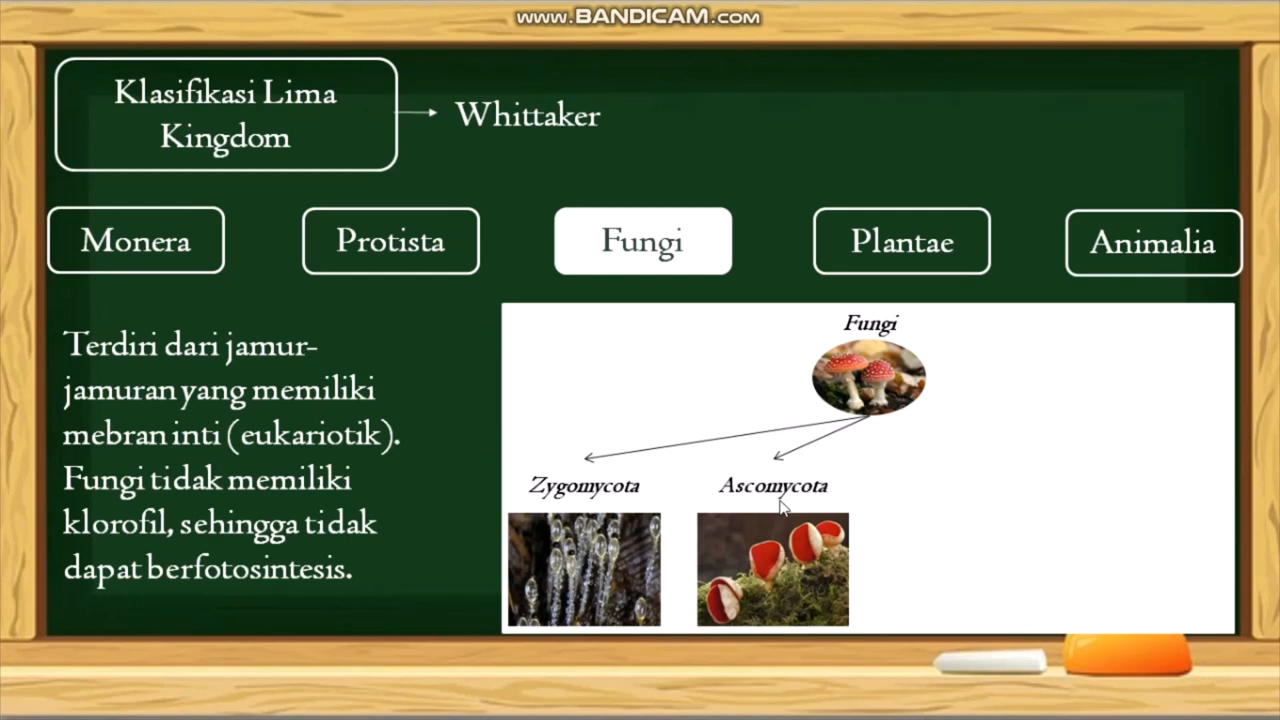 www.BANDICAM.com
Klasifikasi Lima
Kingdom
Whittaker
Monera
Protista
Fungi
Plantae
Animalia
Terdiri dari jamur-
jamuran yang memiliki
mebran inti (eukariotik).
Fungi tidak memiliki
klorofil, sehingga tidak
dapat berfotosintesis.
Fungi
Zygomycota
Ascomycota